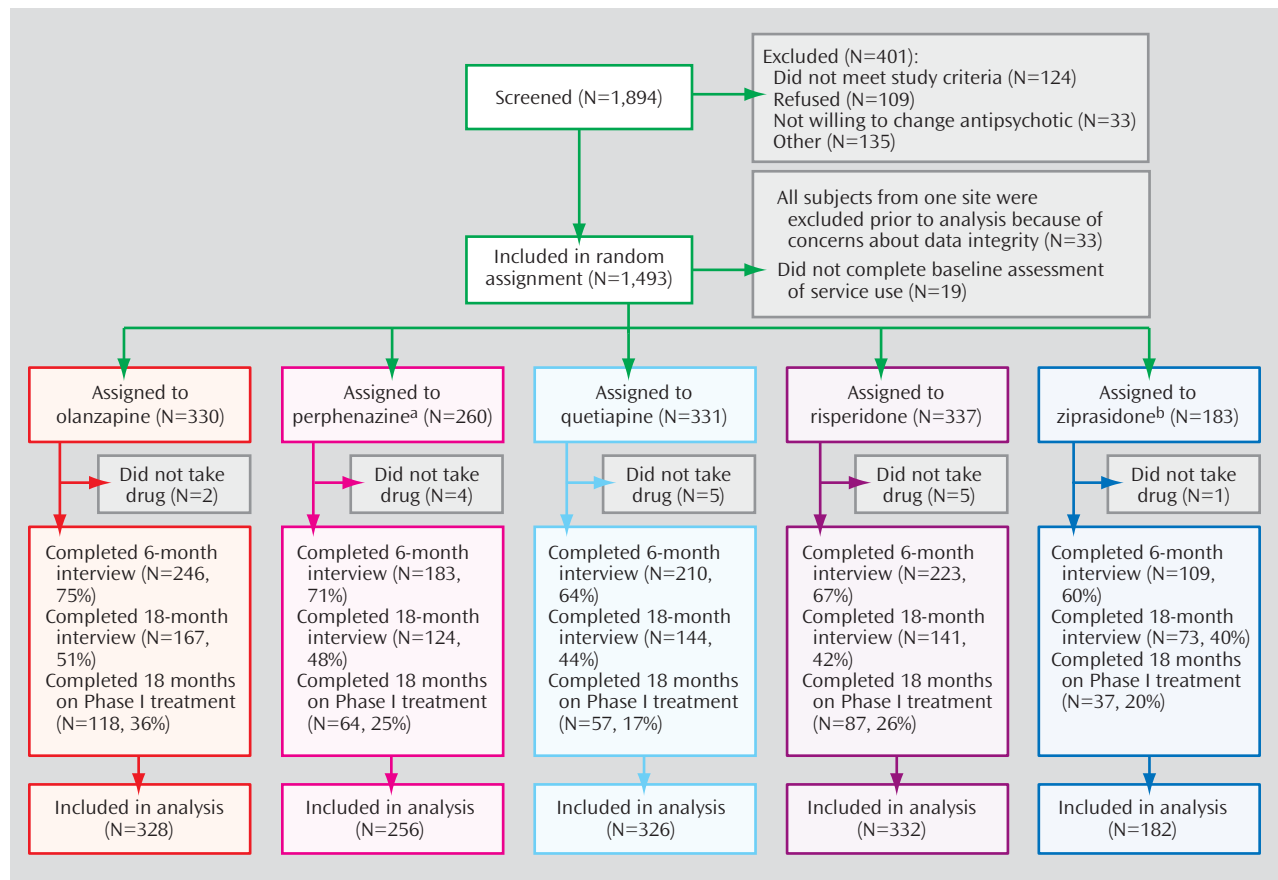 Screened (N=1,894)
Excluded (N=401):
Did not meet study criteria (N=124)
Refused (N=109)
Not willing to change antipsychotic (N=33)
Other (N=135)
Included in random
assignment (N=1,493)
All subjects from one site were
excluded prior to analysis because of
concerns about data integrity (N=33)
Did not complete baseline assessment
of service use (N=19)
Assigned to
olanzapine (N=330)
Assigned to
perphenazineᵃ (N=260)
Assigned to
quetiapine (N=331)
Assigned to
risperidone (N=337)
Assigned to
ziprasidoneᵇ (N=183)
Did not take
drug (N=2)
Did not take
drug (N=4)
Did not take
drug (N=5)
Did not take
drug (N=5)
Did not take
drug (N=1)
Completed 6-month
interview (N=246,
75%)
Completed 18-month
interview (N=167,
51%)
Completed 18 months
on Phase I treatment
(N=118, 36%)
Completed 6-month
interview (N=183,
71%)
Completed 18-month
interview (N=124,
48%)
Completed 18 months
on Phase I treatment
(N=64, 25%)
Completed 6-month
interview (N=210,
64%)
Completed 18-month
interview (N=144,
44%)
Completed 18 months
on Phase I treatment
(N=57, 17%)
Completed 6-month
interview (N=223,
67%)
Completed 18-month
interview (N=141,
42%)
Completed 18 months
on Phase I treatment
(N=87, 26%)
Completed 6-month
interview (N=109,
60%)
Completed 18-month
interview (N=73, 40%)
Completed 18 months
on Phase I treatment
(N=37, 20%)
Included in analysis
(N=328)
Included in analysis
(N=256)
Included in analysis
(N=326)
Included in analysis
(N=332)
Included in analysis
(N=182)